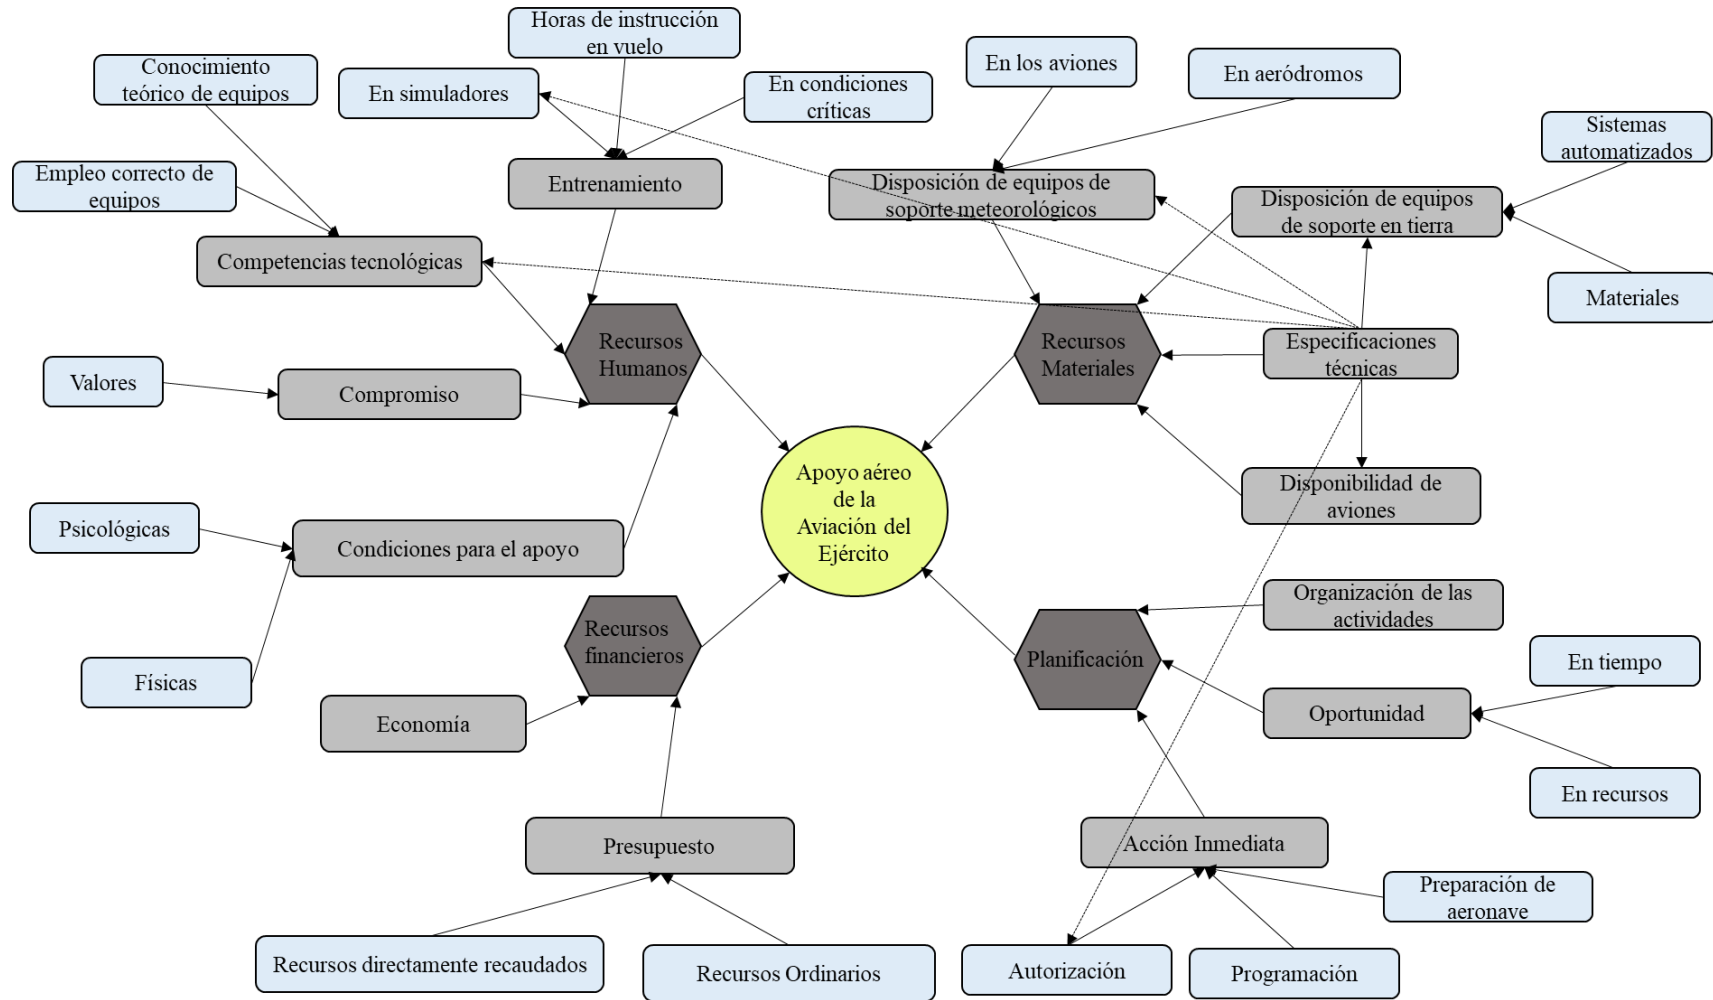 Horas de instrucción
en vuelo
Conocimiento
teórico de equipos
En simuladores
En condiciones
críticas
En los aviones
En aeródromos
Sistemas
automatizados
Empleo correcto de
equipos
Entrenamiento
Disposición de equipos de
soporte meteorológicos
Disposición de equipos
de soporte en tierra
Competencias tecnológicas
Materiales
Recursos
Humanos
Recursos
Materiales
Especificaciones
técnicas
Valores
Compromiso
Apoyo aéreo
de la
Aviación del
Ejército
Disponibilidad de
aviones
Psicológicas
Condiciones para el apoyo
Organización de las
actividades
Recursos
financieros
Planificación
En tiempo
Físicas
Economía
Oportunidad
En recursos
Presupuesto
Acción Inmediata
Preparación de
aeronave
Recursos directamente recaudados
Recursos Ordinarios
Autorización
Programación